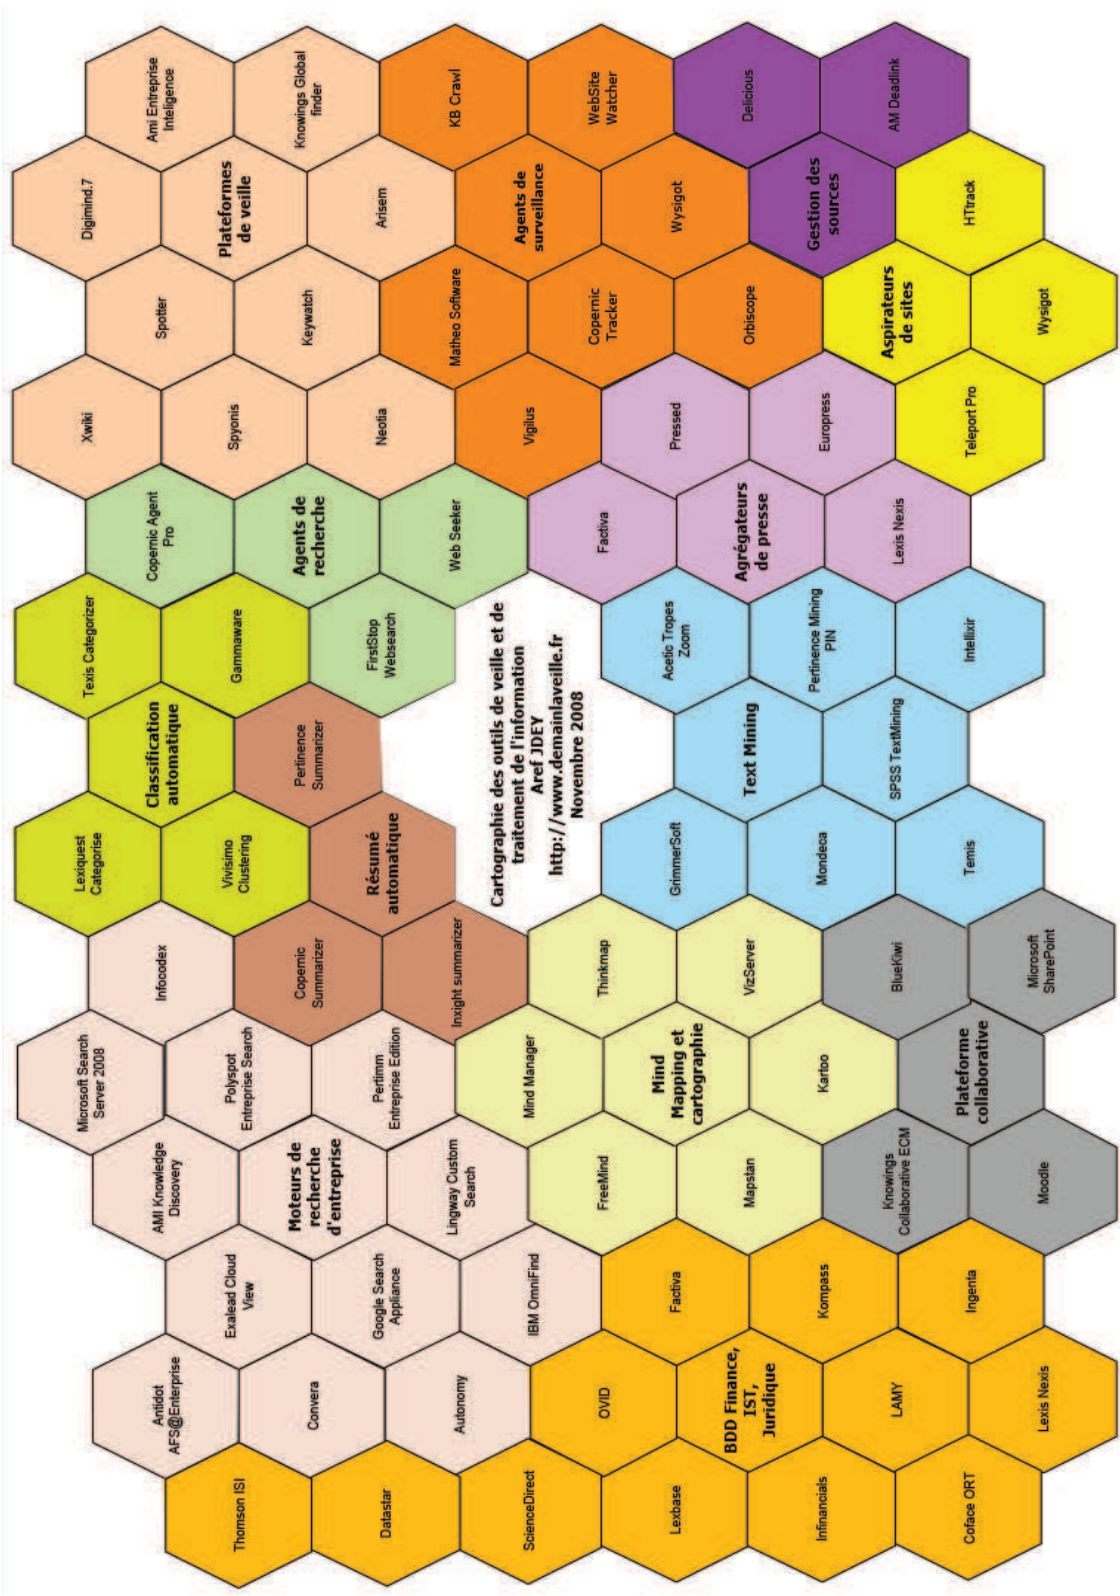 Microsoft Search
Server 2008
Lexiquest
Categorise
Texis Categorizer
Xwiki
Digimind.7
Antidot
AFS@Enterprise
AMI Knowledge
Discovery
Infocodex
Classification
automatique
Copernic Agent
Pro
Spotter
Ami Entreprise
Inteligence
Thomson ISI
Exalead Cloud
View
Polyspot
Entreprise Search
Vivisimo
Clustering
Gammaware
Spyonis
Plateformes
de veille
Convera
Moteurs de
recherche
d'entreprise
Copernic
Summarizer
Pertinence
Summarizer
Agents de
recherche
Keywatch
Knowings Global
finder
Datastar
Google Search
Appliance
Pertimm
Entreprise Edition
Résumé
automatique
FirstStop
Websearch
Neotia
Arisem
Autonomy
Lingway Custom
Search
Inxight summarizer
Web Seeker
Matheo Software
KB Crawl
ScienceDirect
IBM OmniFind
Mind Manager
Cartographie des outils de veille et de
traitement de l'information
Aref JDEY
http://www.demainlaveille.fr
Novembre 2008
Vigilus
Agents de
surveillance
OVID
FreeMind
Thinkmap
Factiva
Copernic
Tracker
WebSite
Watcher
Lexbase
Factiva
Mind
Mapping et
cartographie
GrimmerSoft
Acetic Tropes
Zoom
Pressed
Wysigot
BDD Finance,
IST,
Juridique
Mapstan
VizServer
Text Mining
Agrégateurs
de presse
Orbiscope
Delicious
Infinancials
Kompass
Kartoo
Mondeca
Pertinence Mining
PIN
Europress
Gestion des
sources
LAMY
Knowings
Collaborative ECM
BlueKiwi
SPSS TextMining
Lexis Nexis
Aspirateurs
de sites
AM Deadlink
Coface ORT
Ingenta
Plateforme
collaborative
Temis
Intellixir
Teleport Pro
HTtrack
Lexis Nexis
Moodle
Microsoft
SharePoint
Wysigot